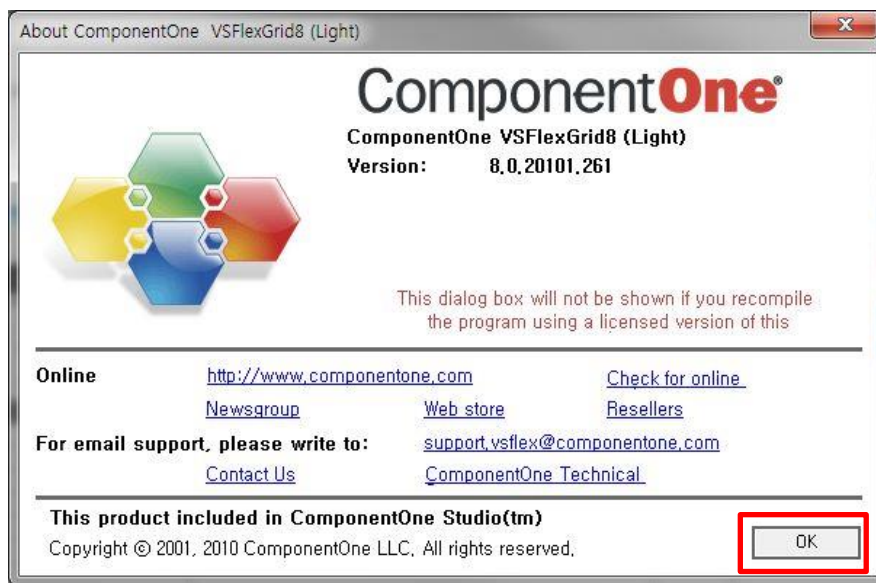 About ComponentOne VSFlexGrid8 (Light)
ComponentOne®
ComponentOne VSFlexGrid8 (Light)
Version: 8.0.20101.261
This dialog box will not be shown if you recompile
the program using a licensed version of this
Online http://www.componentone.com Check for online
Newsgroup Web store Resellers
For email support, please write to: support.vsflex@componentone.com
Contact Us ComponentOne Technical
This product included in ComponentOne Studio(tm)
Copyright © 2001, 2010 ComponentOne LLC. All rights reserved.
OK